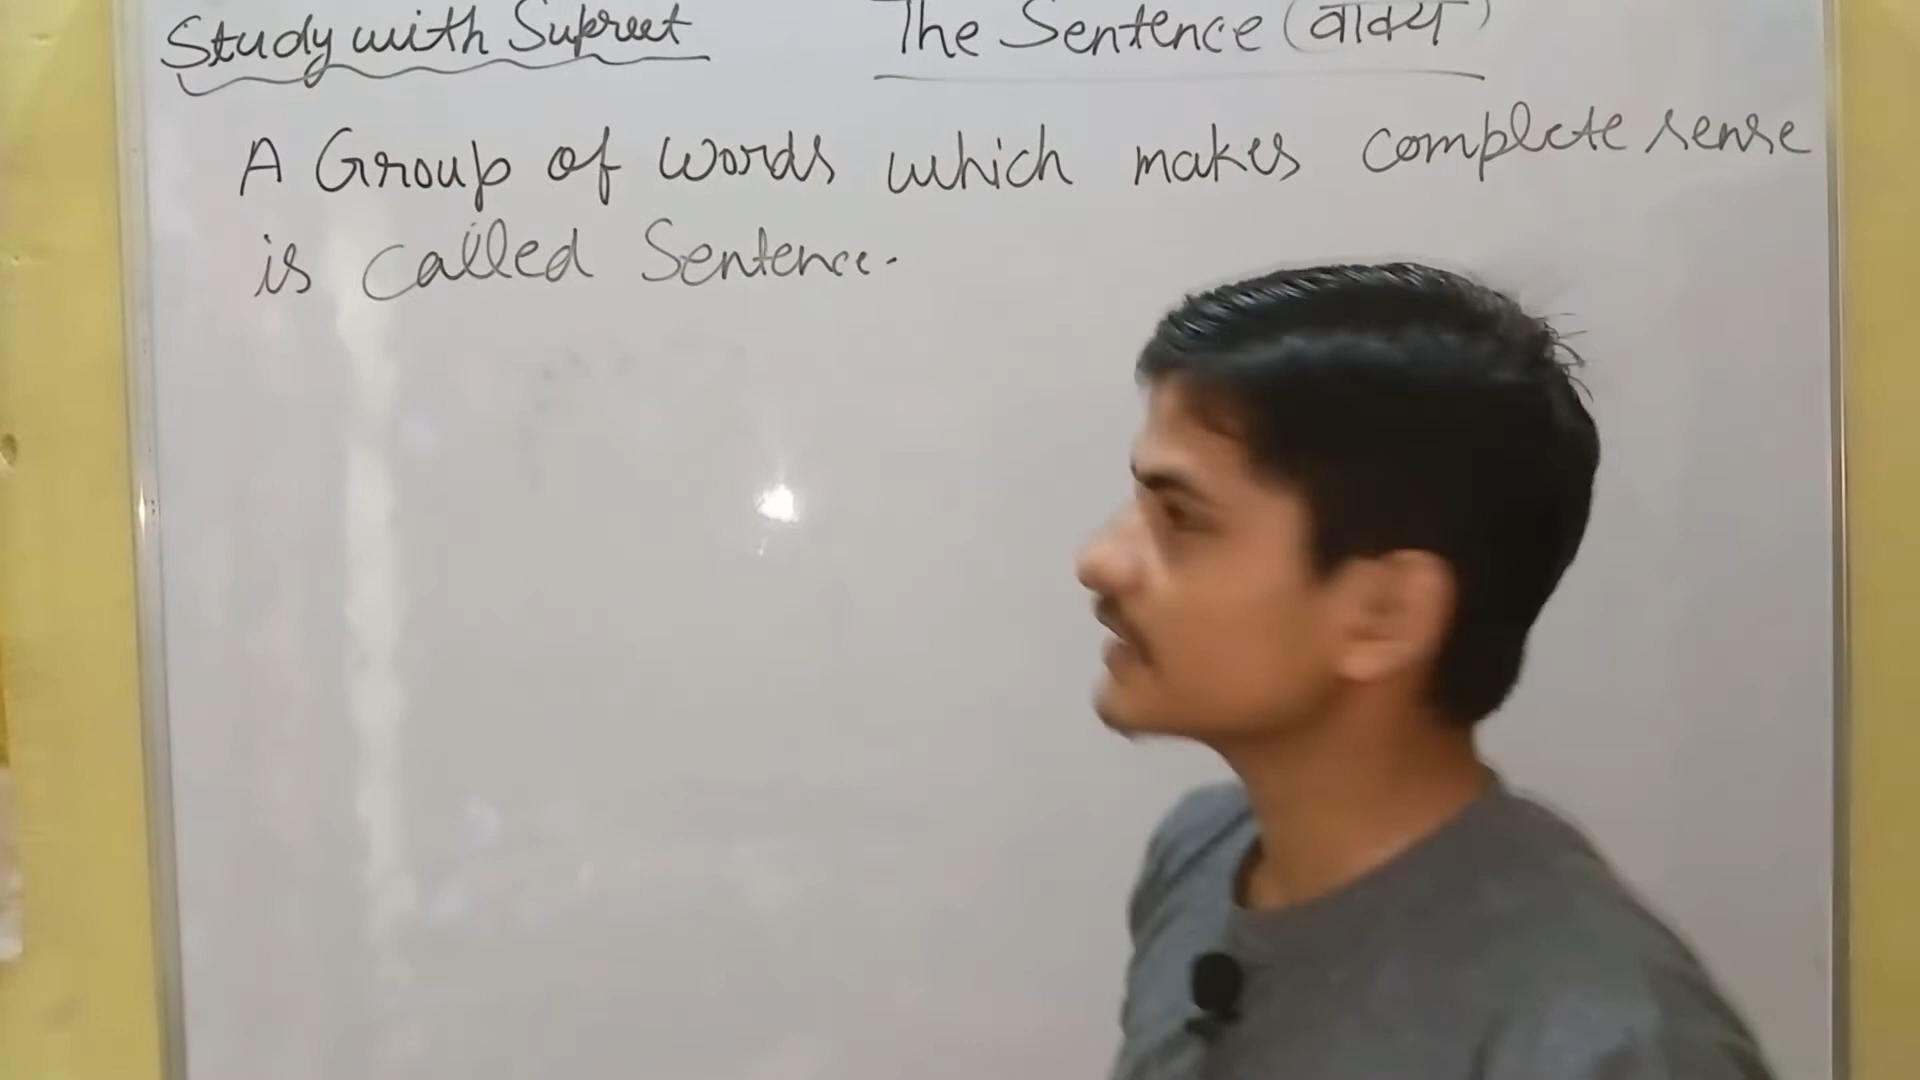 Study with Supreet
The Sentence (वाक्य)
A Group of words which makes complete sense
is called Sentence.